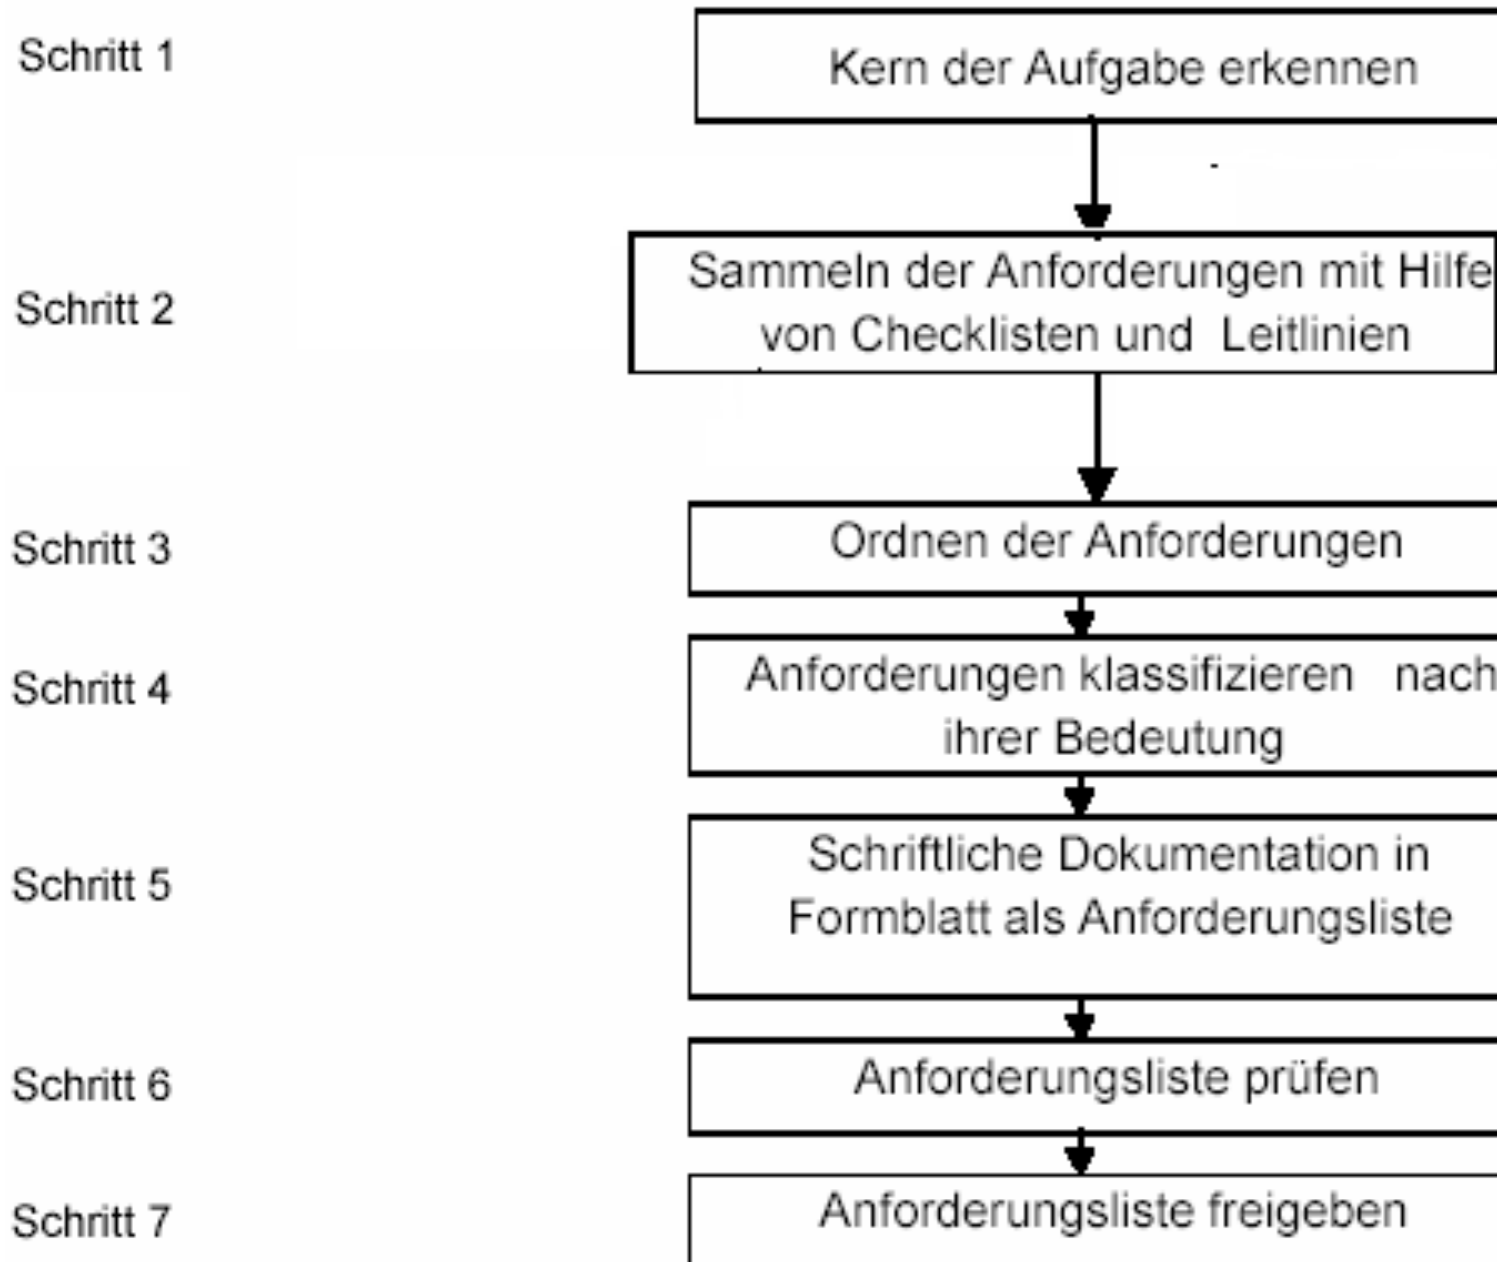 Schritt 1
Kern der Aufgabe erkennen
Schritt 2
Sammeln der Anforderungen mit Hilfe
von Checklisten und Leitlinien
Schritt 3
Ordnen der Anforderungen
Schritt 4
Anforderungen klassifizieren nach
ihrer Bedeutung
Schritt 5
Schriftliche Dokumentation in
Formblatt als Anforderungsliste
Schritt 6
Anforderungsliste prüfen
Schritt 7
Anforderungsliste freigeben